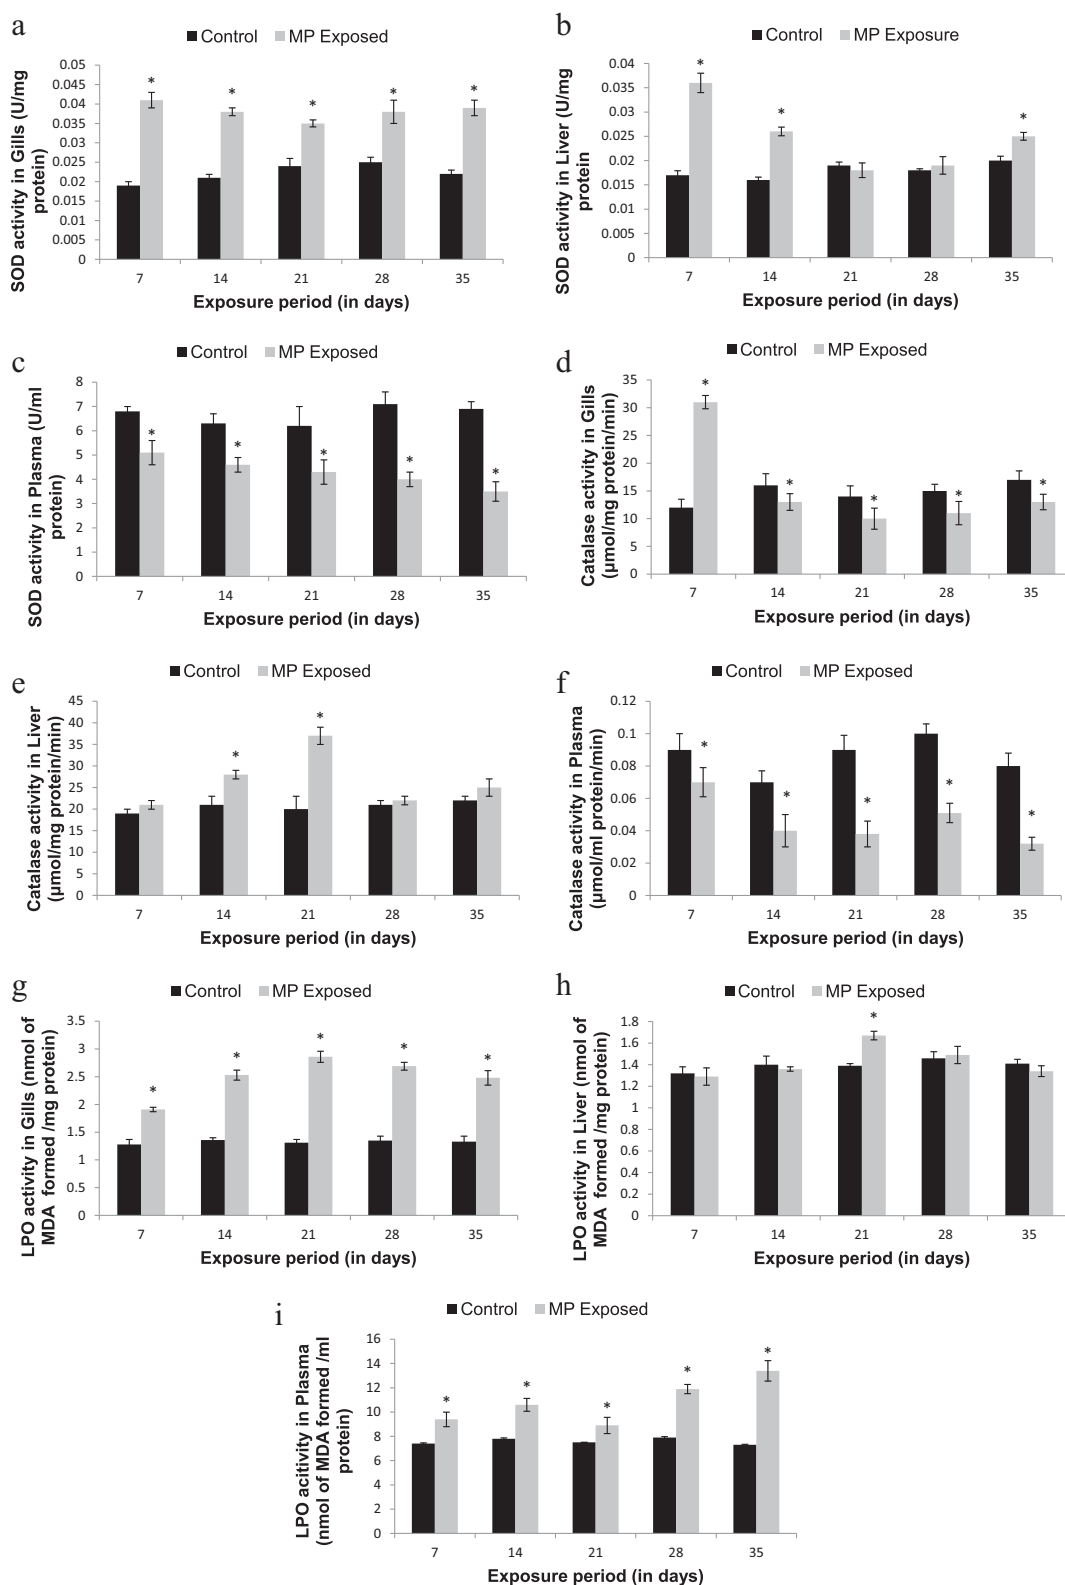 a
Control MP Exposed
SOD activity in Gills (U/mg
protein)
0.05
0.045
0.04
0.035
0.03
0.025
0.02
0.015
0.01
0.005
0
* * * * *
7 14 21 28 35
Exposure period (in days)
b
Control MP Exposure
SOD activity in Liver (U/mg
protein
0.04
0.035
0.03
0.025
0.02
0.015
0.01
0.005
0
* * *
7 14 21 28 35
Exposure period (in days)
c
Control MP Exposed
SOD activity in Plasma (U/ml
protein)
8
7
6
5
4
3
2
1
0
* * * * *
7 14 21 28 35
Exposure period (in days)
d
Control MP Exposed
Catalase activity in Gills
(μmol/mg protein/min)
35
30
25
20
15
10
5
0
* * * * *
7 14 21 28 35
Exposure period (in days)
e
Control MP Exposed
Catalase activity in Liver
(μmol/mg protein/min)
45
40
35
30
25
20
15
10
5
0
* *
7 14 21 28 35
Exposure period (in days)
f
Control MP Exposed
Catalase activity in Plasma
(μmol/ml protein/min)
0.12
0.1
0.08
0.06
0.04
0.02
0
* * * * *
7 14 21 28 35
Exposure period (in days)
g
Control MP Exposed
LPO activity in Gills (nmol of
MDA formed /mg protein)
3.5
3
2.5
2
1.5
1
0.5
0
* * * * *
7 14 21 28 35
Exposure period (in days)
h
Control MP Exposed
LPO activity in Liver (nmol of
MDA formed /mg protein)
1.8
1.6
1.4
1.2
1
0.8
0.6
0.4
0.2
0
*
7 14 21 28 35
Exposure period (in days)
i
Control MP Exposed
LPO acitivity in Plasma
(nmol of MDA formed /ml
protein)
16
14
12
10
8
6
4
2
0
* * * * *
7 14 21 28 35
Exposure period (in days)